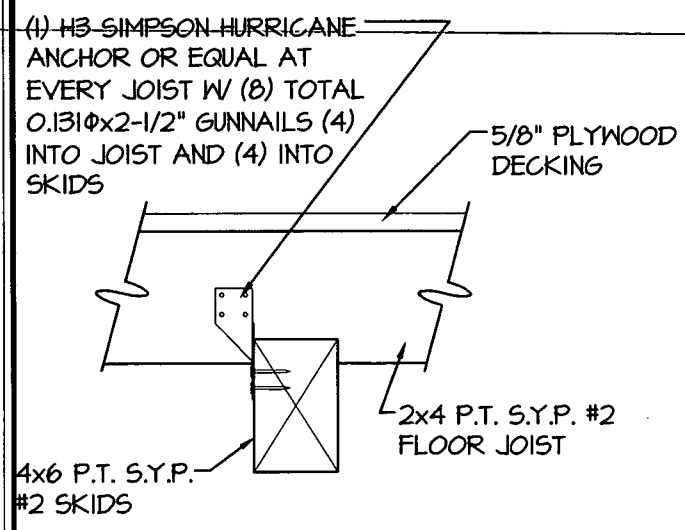 (1) H3 SIMPSON HURRICANE
ANCHOR OR EQUAL AT
EVERY JOIST W/ (8) TOTAL
0.131Φx2-1/2" GUNNAILS (4)
INTO JOIST AND (4) INTO
SKIDS
5/8" PLYWOOD
DECKING
2x4 P.T. S.Y.P. #2
FLOOR JOIST
4x6 P.T. S.Y.P.
#2 SKIDS